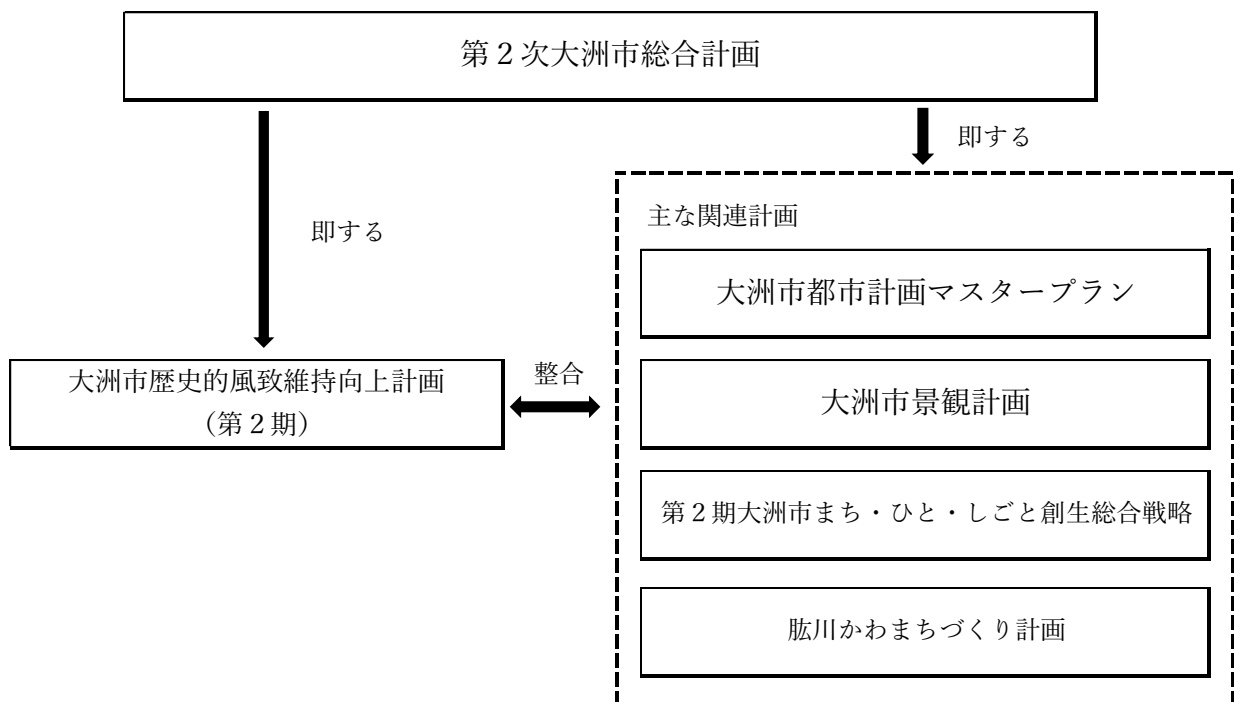 第２次大洲市総合計画
即する
即する
主な関連計画
大洲市都市計画マスタープラン
大洲市歴史的風致維持向上計画
（第２期）
整合
大洲市景観計画
第２期大洲市まち・ひと・しごと創生総合戦略
肱川かわまちづくり計画